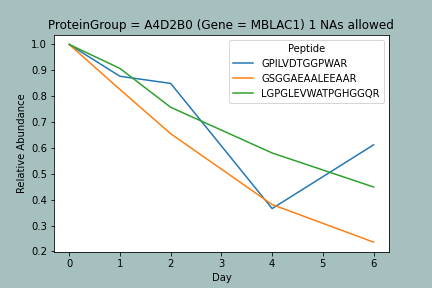 ProteinGroup = A4D2B0 (Gene = MBLAC1) 1 NAs allowed
Peptide
GPILVDTGGPWAR
GSGGAEAALEEAAR
LGPGLEVWATPGHGGQR
Relative Abundance
1.0
0.9
0.8
0.7
0.6
0.5
0.4
0.3
0.2
0 1 2 3 4 5 6
Day